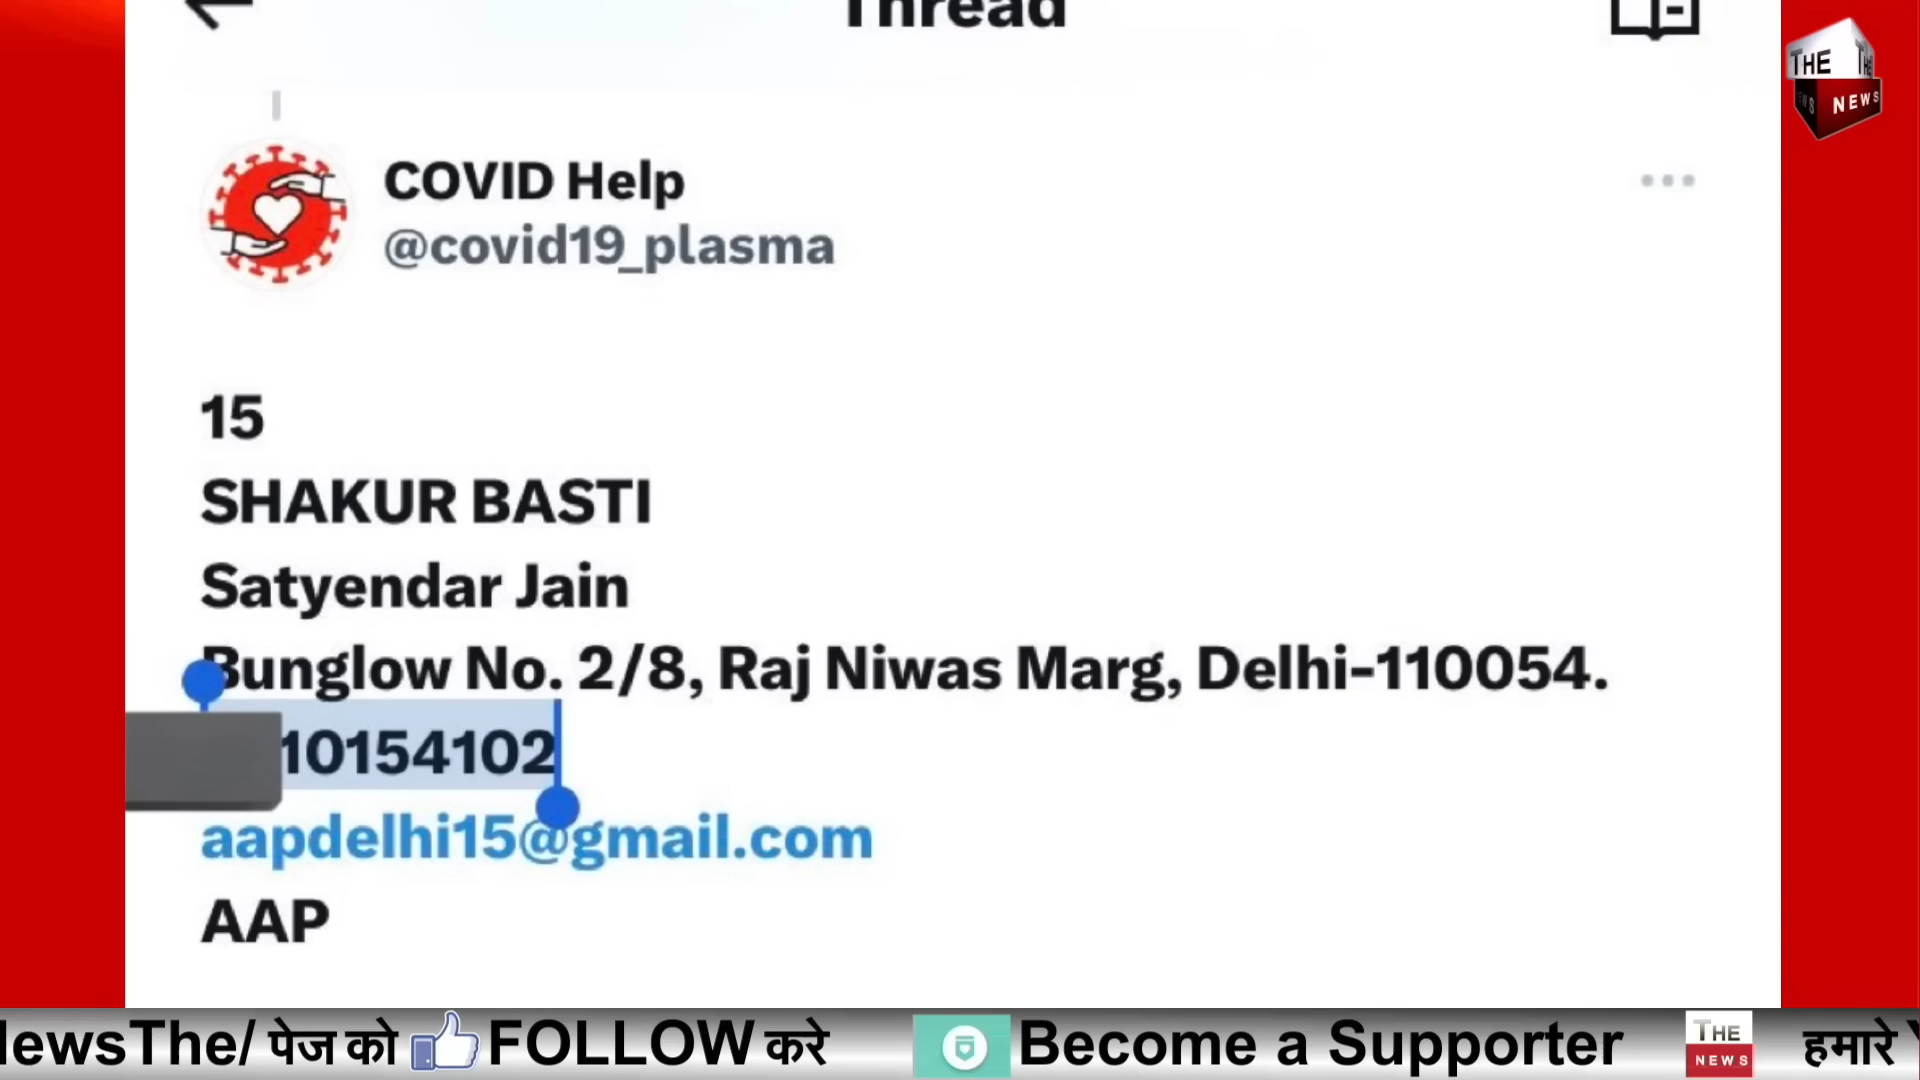 Thread
THE
NEWS
COVID Help
@covid19_plasma
15
SHAKUR BASTI
Satyendar Jain
Bunglow No. 2/8, Raj Niwas Marg, Delhi-110054.
10154102
aapdelhi15@gmail.com
AAP
NewsThe/ पेज को FOLLOW करे Become a Supporter THE NEWS हमारे